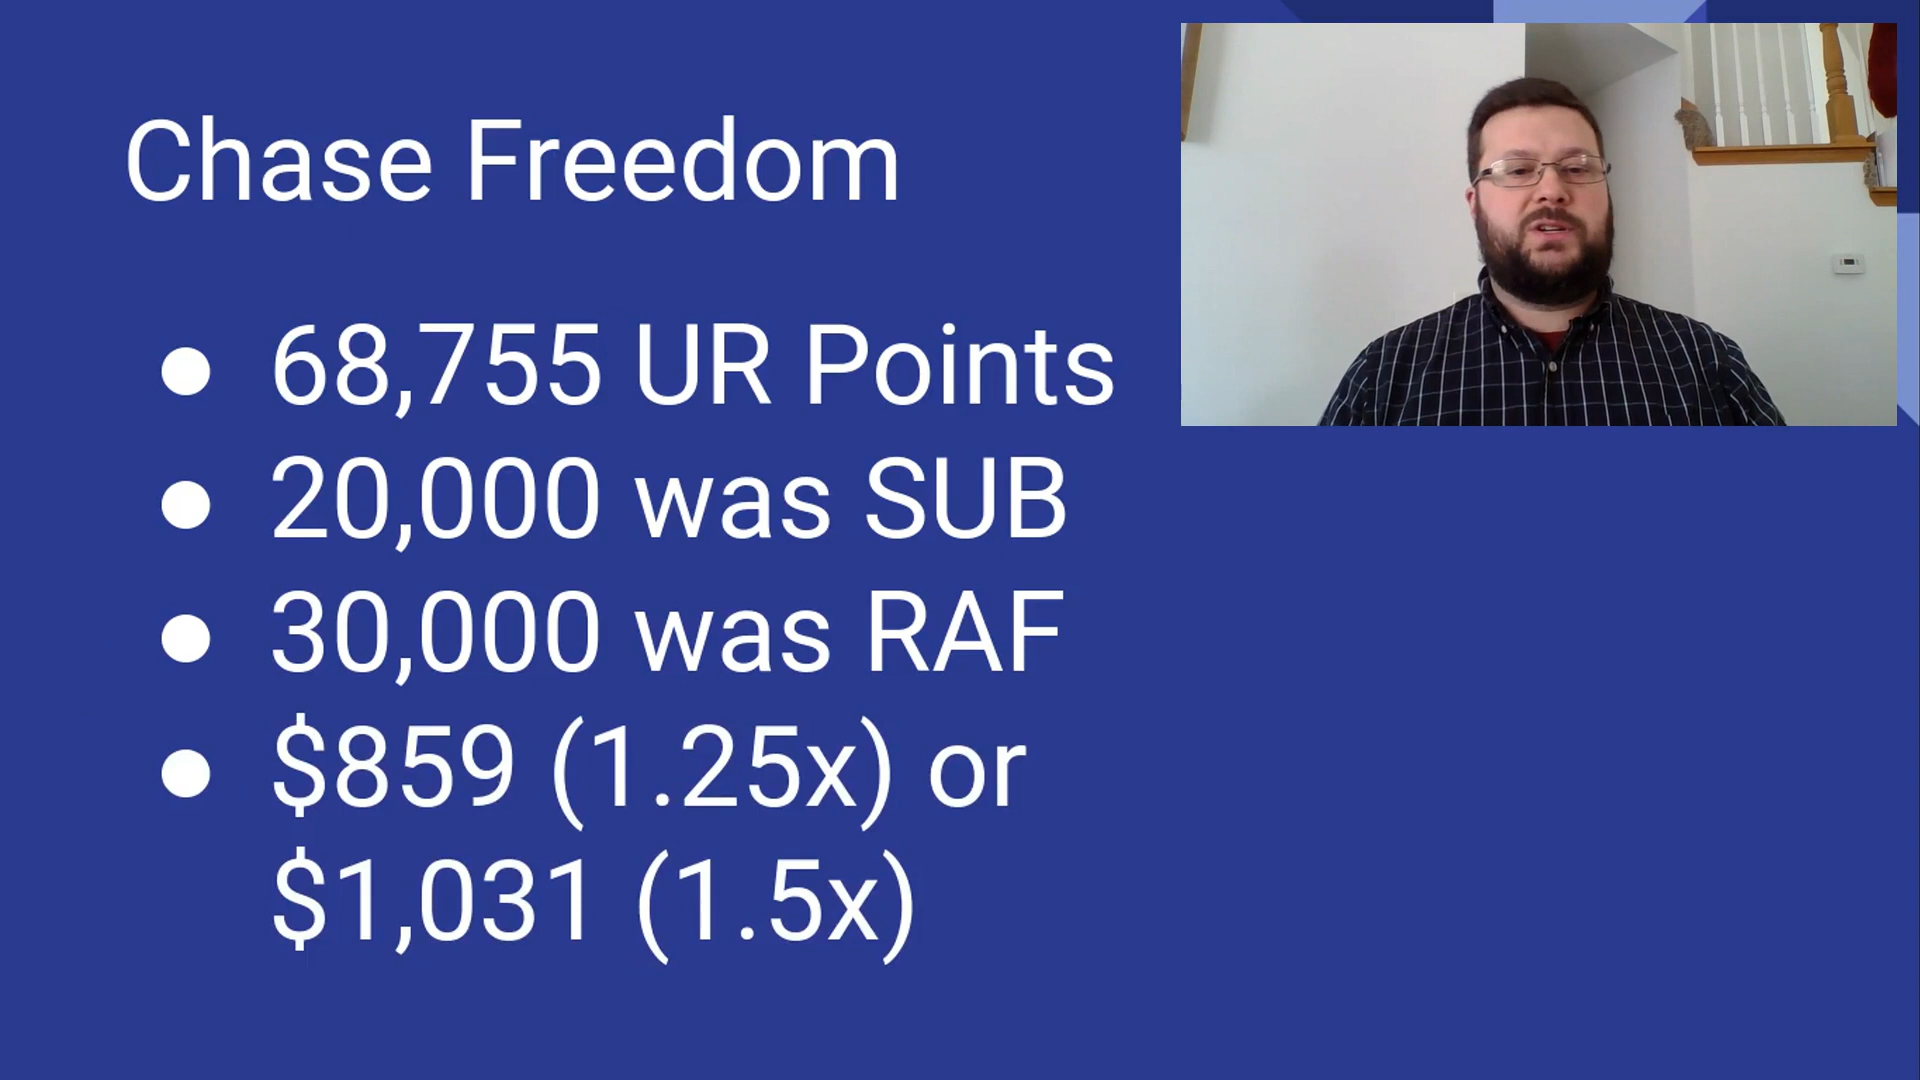 Chase Freedom
● 68,755 UR Points
● 20,000 was SUB
● 30,000 was RAF
● $859 (1.25x) or
$1,031 (1.5x)